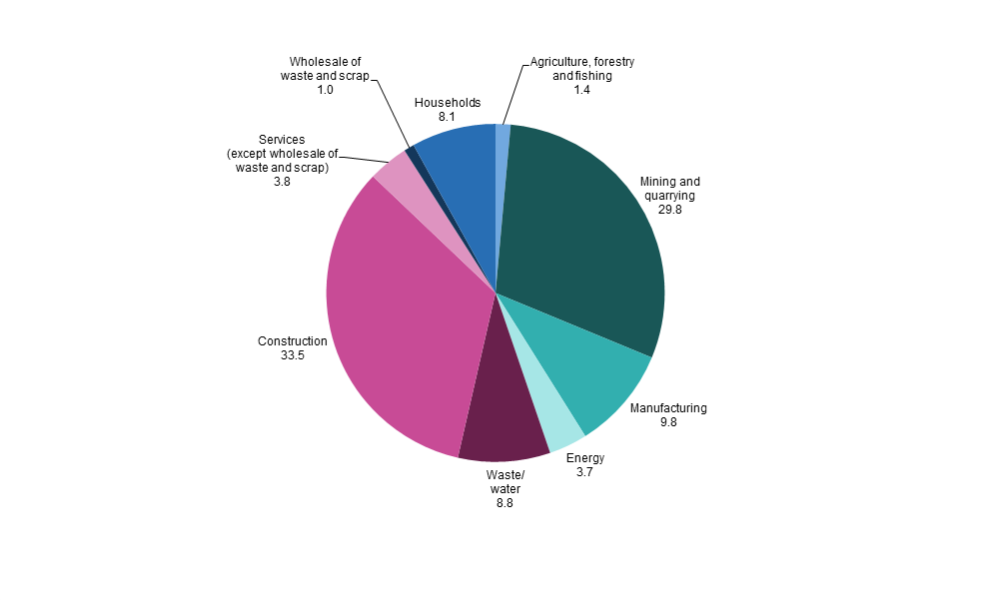 Wholesale of
waste and scrap
1.0
Agriculture, forestry
and fishing
1.4
Households
8.1
Services
(except wholesale of
waste and scrap)
3.8
Mining and
quarrying
29.8
Construction
33.5
Manufacturing
9.8
Energy
3.7
Waste/
water
8.8